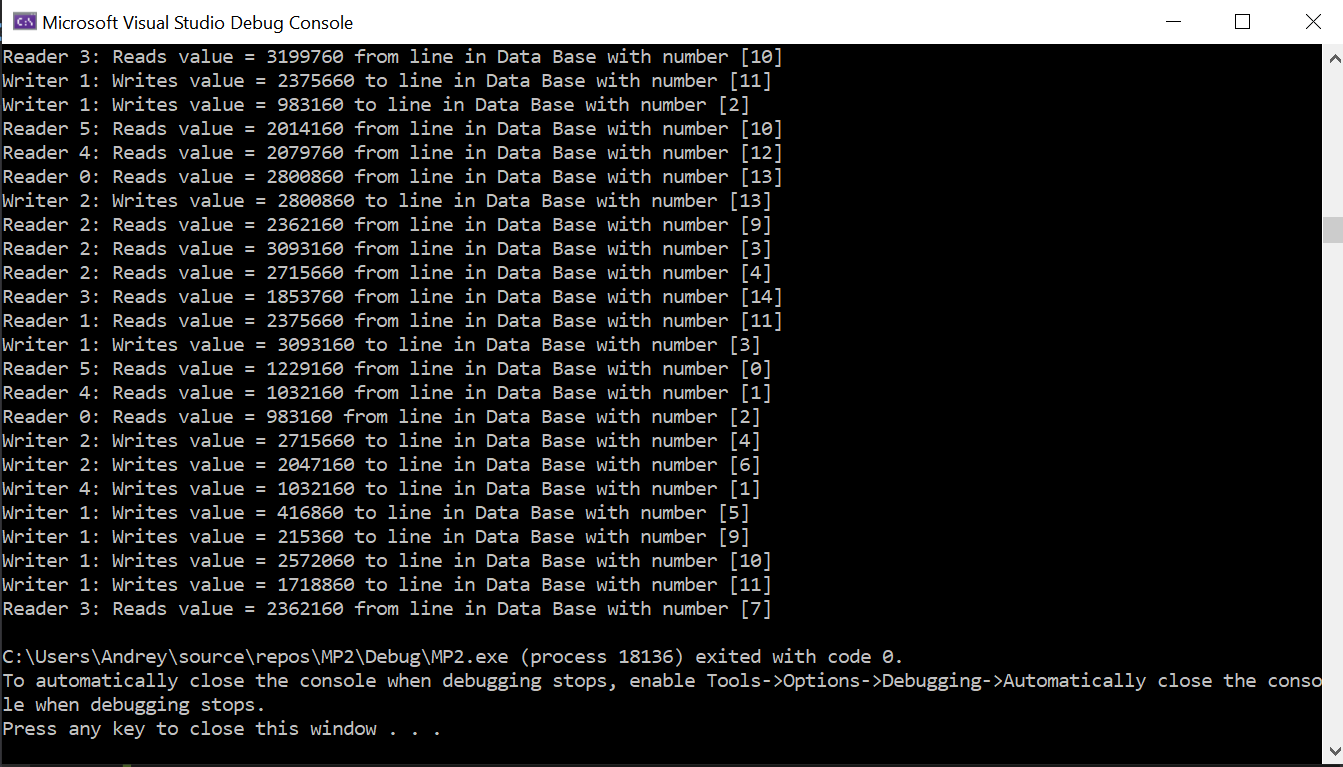 Microsoft Visual Studio Debug Console
Reader 3: Reads value = 3199760 from line in Data Base with number [10]
Writer 1: Writes value = 2375660 to line in Data Base with number [11]
Writer 1: Writes value = 983160 to line in Data Base with number [2]
Reader 5: Reads value = 2014160 from line in Data Base with number [10]
Reader 4: Reads value = 2079760 from line in Data Base with number [12]
Reader 0: Reads value = 2800860 from line in Data Base with number [13]
Writer 2: Writes value = 2800860 to line in Data Base with number [13]
Reader 2: Reads value = 2362160 from line in Data Base with number [9]
Reader 2: Reads value = 3093160 from line in Data Base with number [3]
Reader 2: Reads value = 2715660 from line in Data Base with number [4]
Reader 3: Reads value = 1853760 from line in Data Base with number [14]
Reader 1: Reads value = 2375660 from line in Data Base with number [11]
Writer 1: Writes value = 3093160 to line in Data Base with number [3]
Reader 5: Reads value = 1229160 from line in Data Base with number [0]
Reader 4: Reads value = 1032160 from line in Data Base with number [1]
Reader 0: Reads value = 983160 from line in Data Base with number [2]
Writer 2: Writes value = 2715660 to line in Data Base with number [4]
Writer 2: Writes value = 2047160 to line in Data Base with number [6]
Writer 4: Writes value = 1032160 to line in Data Base with number [1]
Writer 1: Writes value = 416860 to line in Data Base with number [5]
Writer 1: Writes value = 215360 to line in Data Base with number [9]
Writer 1: Writes value = 2572060 to line in Data Base with number [10]
Writer 1: Writes value = 1718860 to line in Data Base with number [11]
Reader 3: Reads value = 2362160 from line in Data Base with number [7]
C:\Users\Andrey\source\repos\MP2\Debug\MP2.exe (process 18136) exited with code 0.
To automatically close the console when debugging stops, enable Tools->Options->Debugging->Automatically close the conso
le when debugging stops.
Press any key to close this window . . .